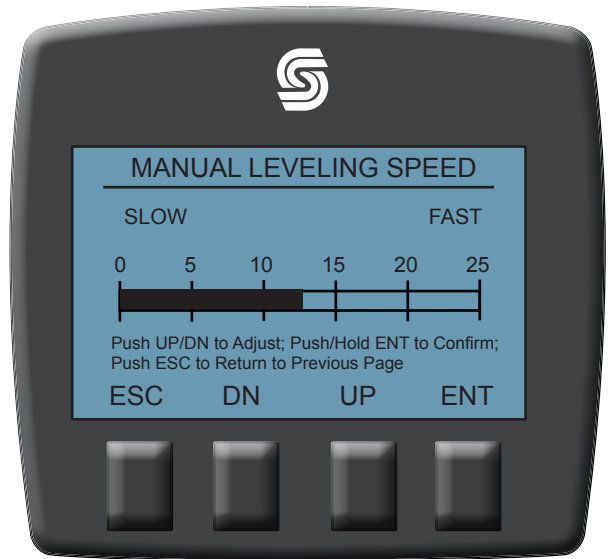 MANUAL LEVELING SPEED
SLOW FAST
0 5 10 15 20 25
Push UP/DN to Adjust; Push/Hold ENT to Confirm;
Push ESC to Return to Previous Page
ESC DN UP ENT